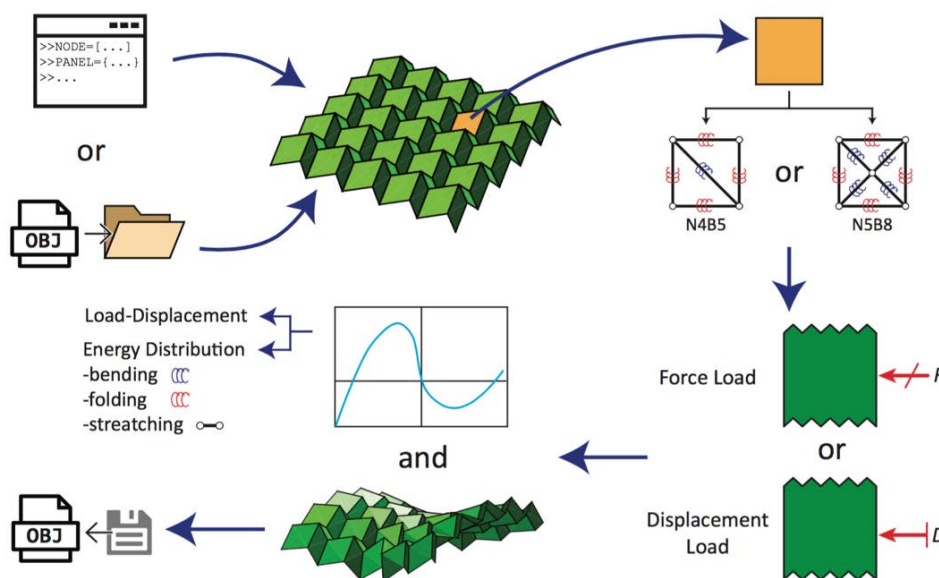 >>NODE=[...]
>>PANEL={...}
>>...
or
OBJ
N4B5
or
N5B8
Load-Displacement
Energy Distribution
-bending
-folding
-streatching
Force Load
or
Displacement
Load
and
OBJ